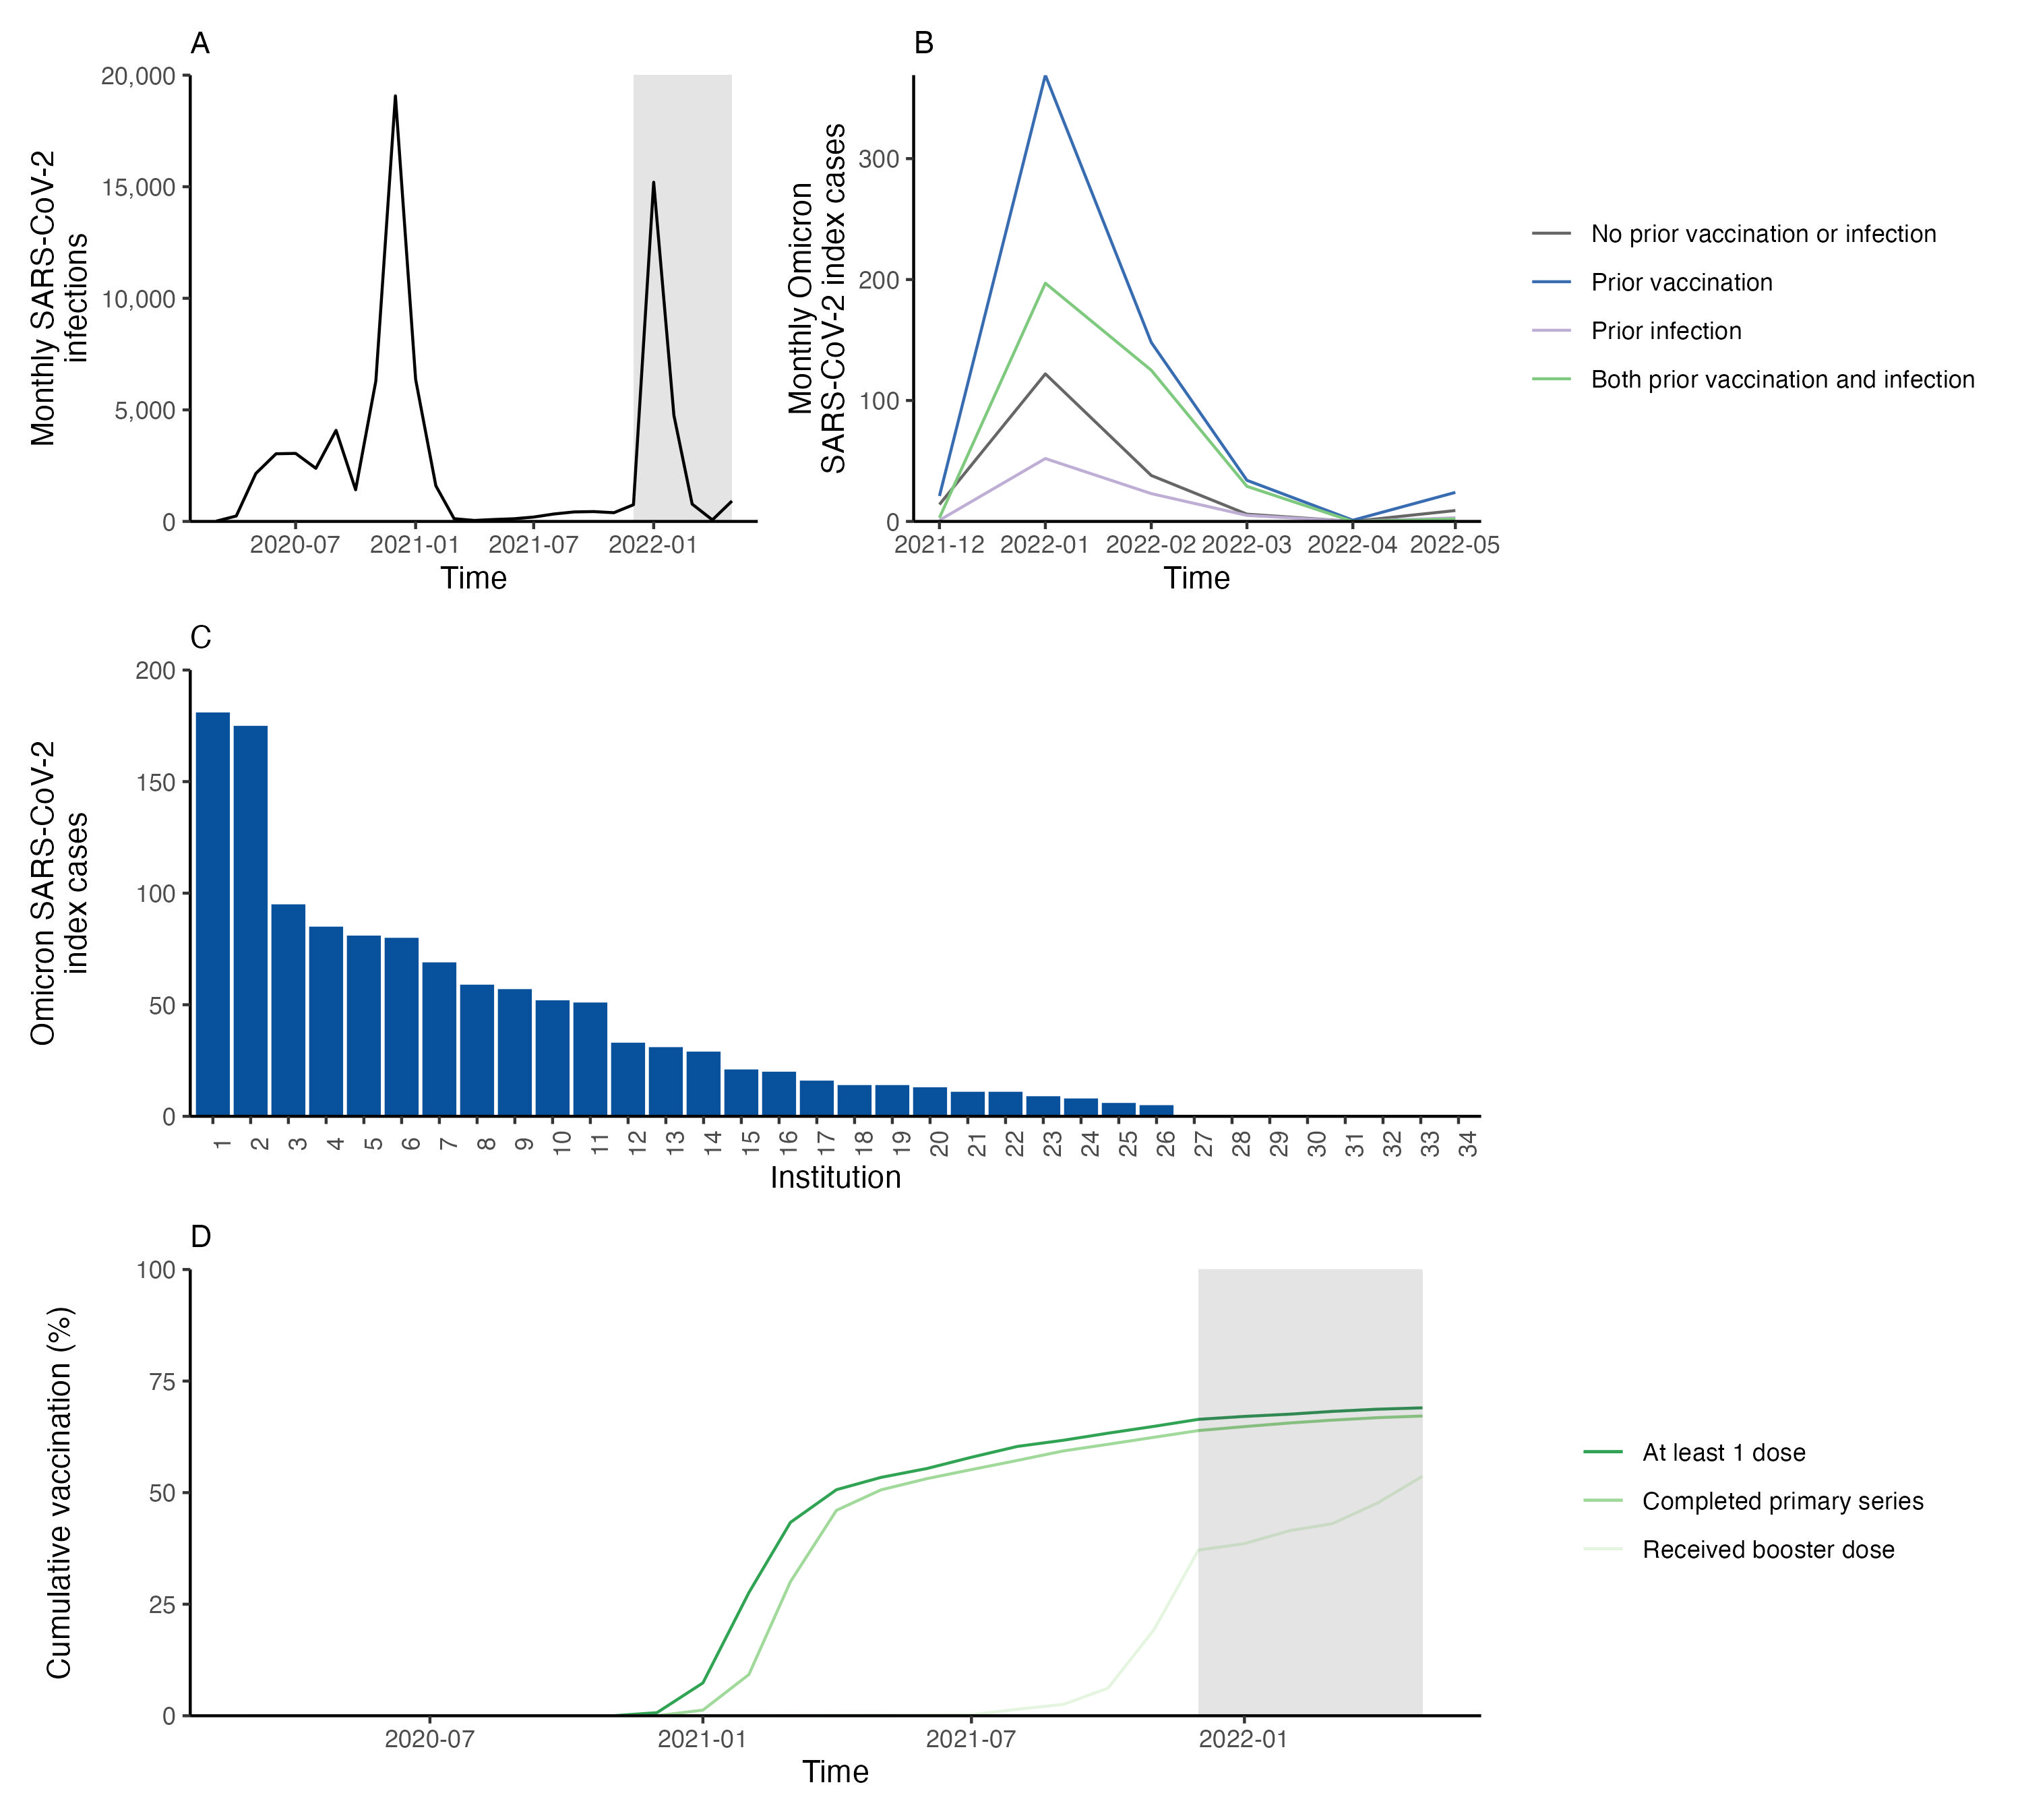 A
Monthly SARS-CoV-2
infections
20,000
15,000
10,000
5,000
0
2020-07 2021-01 2021-07 2022-01
Time
B
Monthly Omicron
SARS-CoV-2 index cases
300
200
100
0
2021-12 2022-01 2022-02 2022-03 2022-04 2022-05
Time
No prior vaccination or infection
Prior vaccination
Prior infection
Both prior vaccination and infection
C
Omicron SARS-CoV-2
index cases
200
150
100
50
0
1 2 3 4 5 6 7 8 9 10 11 12 13 14 15 16 17 18 19 20 21 22 23 24 25 26 27 28 29 30 31 32 33 34
Institution
D
Cumulative vaccination (%)
100
75
50
25
0
2020-07 2021-01 2021-07 2022-01
Time
At least 1 dose
Completed primary series
Received booster dose